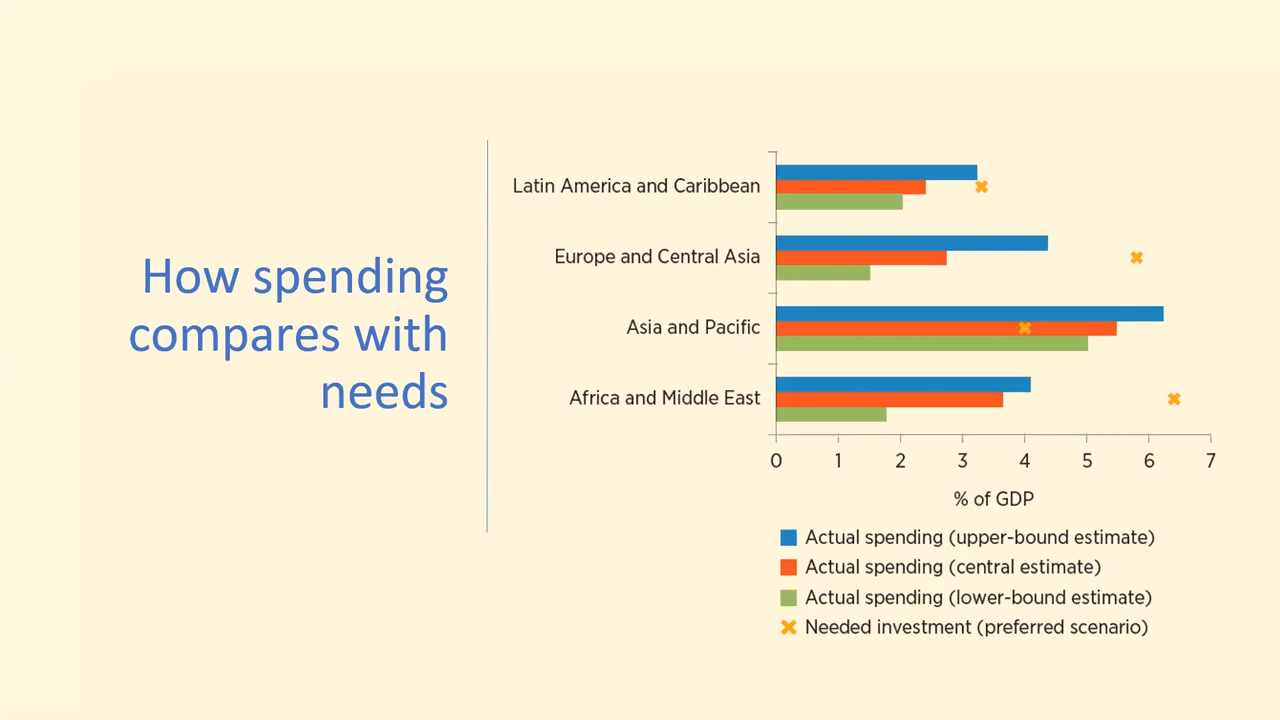 How spending
compares with
needs
Latin America and Caribbean
Europe and Central Asia
Asia and Pacific
Africa and Middle East
0 1 2 3 4 5 6 7
% of GDP
Actual spending (upper-bound estimate)
Actual spending (central estimate)
Actual spending (lower-bound estimate)
Needed investment (preferred scenario)